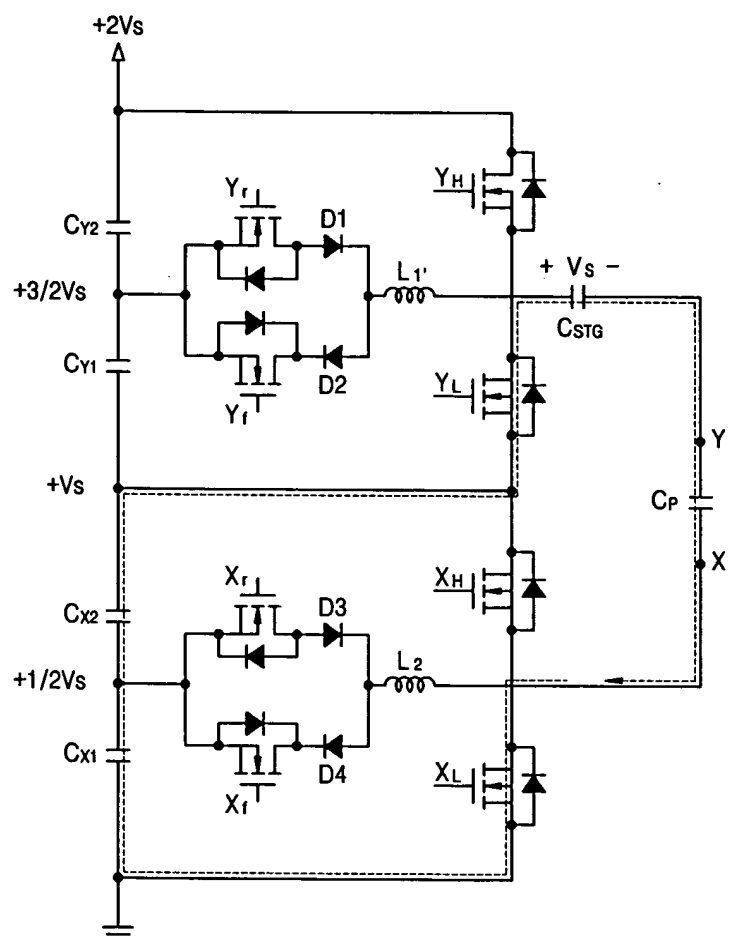 +2Vs
YH
Yr
D1
CY2
L1'
+ Vs -
+3/2Vs
CSTG
CY1
D2
YL
Yf
Y
+Vs
CP
X
Xr
XH
D3
CX2
L2
+1/2Vs
CX1
D4
XL
Xf